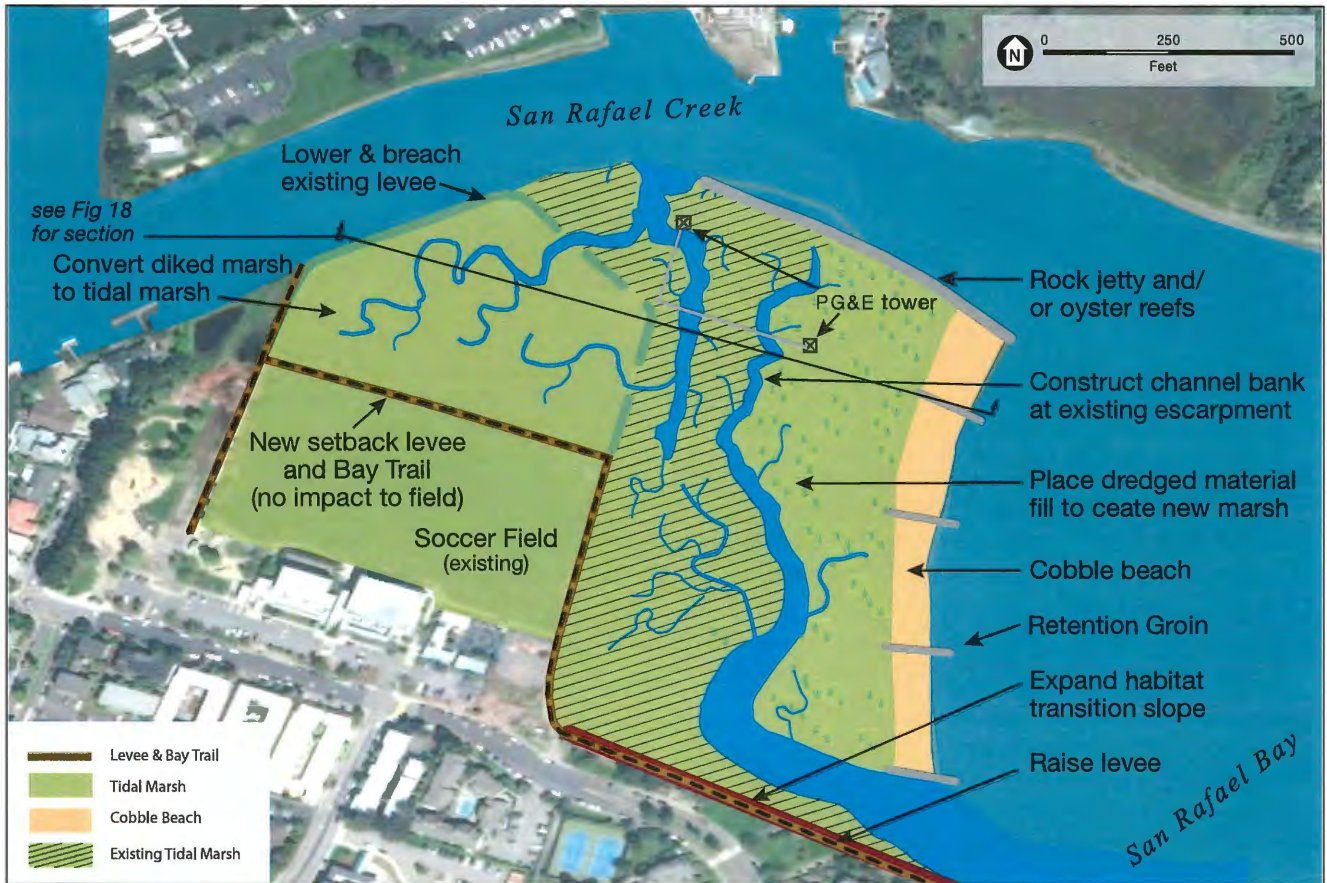 N
0 250 500
Feet
San Rafael Creek
Lower & breach
existing levee
see Fig 18
for section
Convert diked marsh
to tidal marsh
PG&E tower
Rock jetty and/
or oyster reefs
Construct channel bank
at existing escarpment
New setback levee
and Bay Trail
(no impact to field)
Place dredged material
fill to ceate new marsh
Soccer Field
(existing)
Cobble beach
Retention Groin
Expand habitat
transition slope
Raise levee
San Rafael Bay
Levee & Bay Trail
Tidal Marsh
Cobble Beach
Existing Tidal Marsh